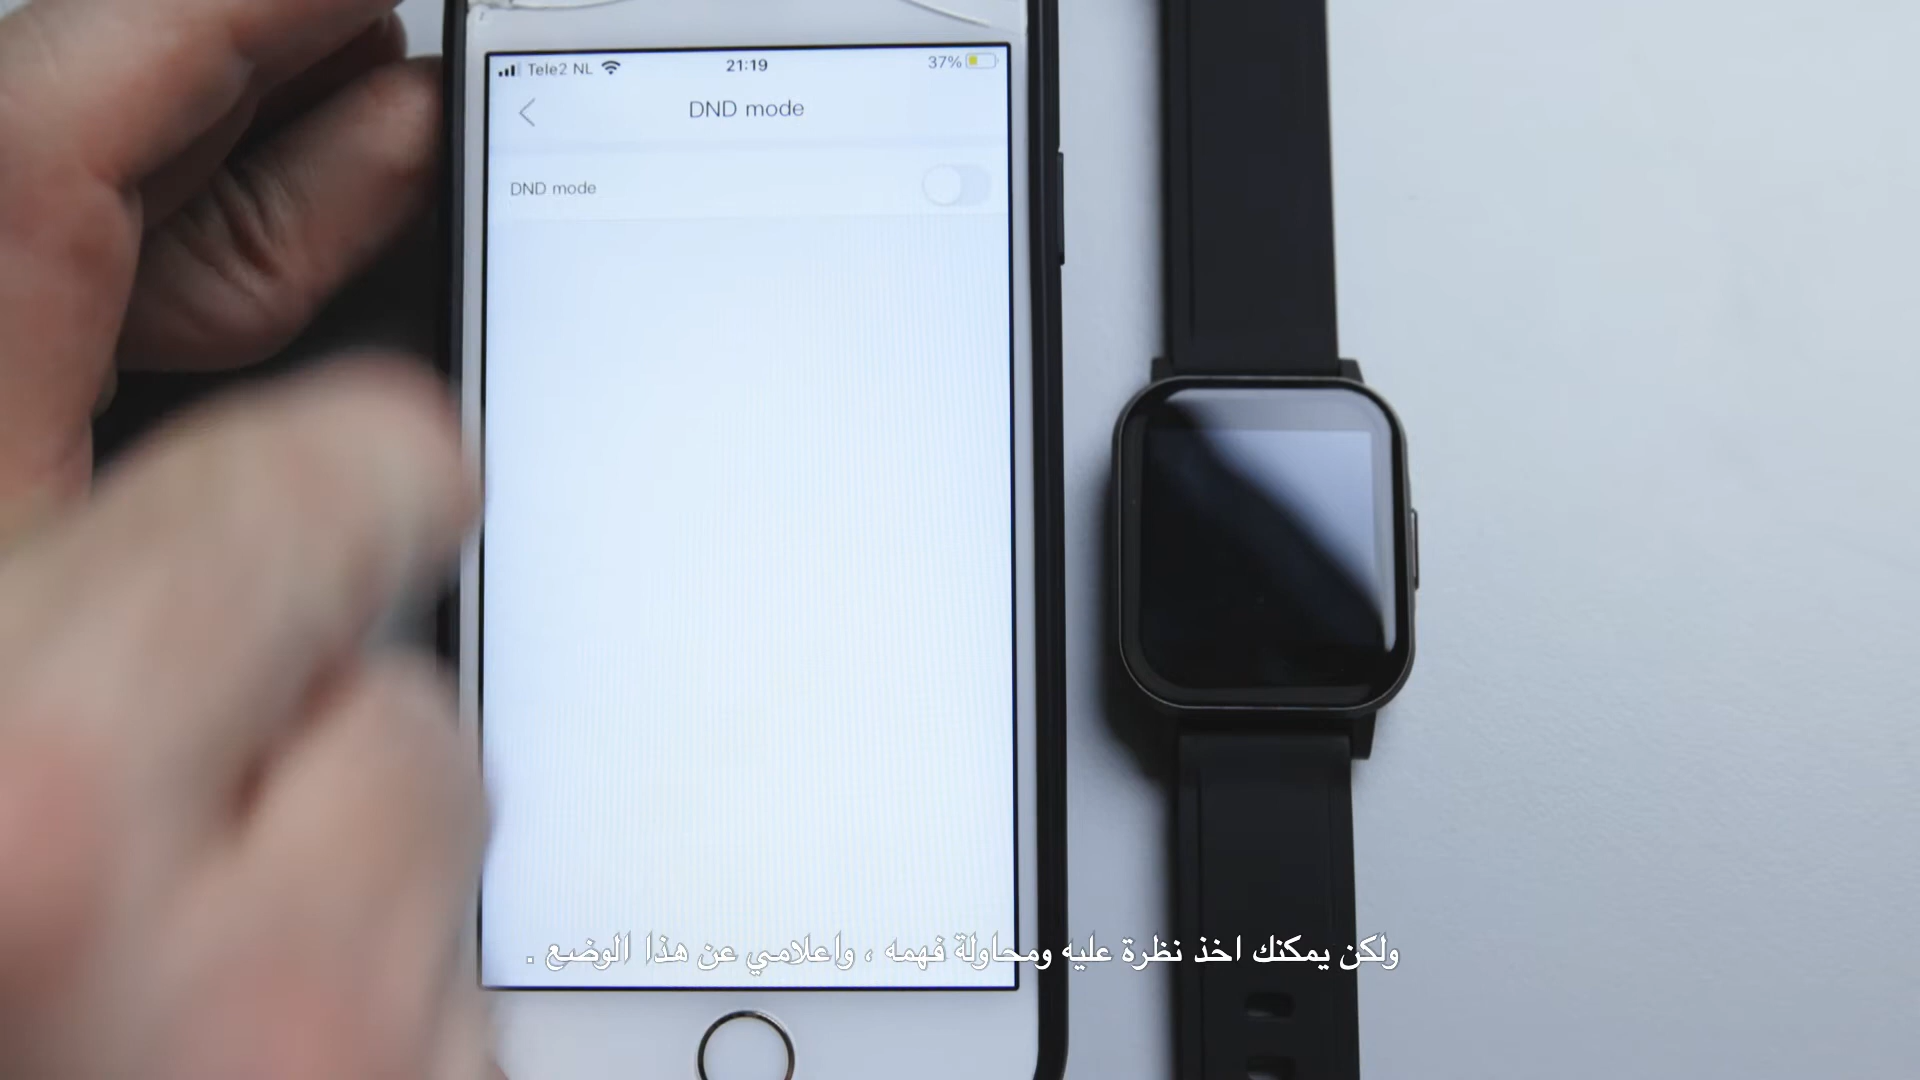 Tele2 NL 21:19 37%
DND mode
DND mode
ولكن يمكنك اخذ نظرة عليه ومحاولة فهمه ، واعلامي عن هذا الوضع .